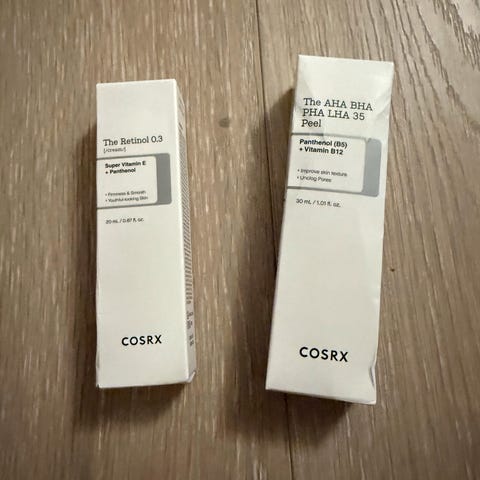 The Retinol 0.3
[cream]
Super Vitamin E
+ Panthenol
• Firmness & Smooth
• Youthful-looking Skin
20 mL / 0.67 fl. oz.
COSRX
The AHA BHA
PHA LHA 35
Peel
Panthenol (B5)
+ Vitamin B12
• Improve skin texture
• Unclog Pores
30 mL / 1.01 fl. oz.
COSRX